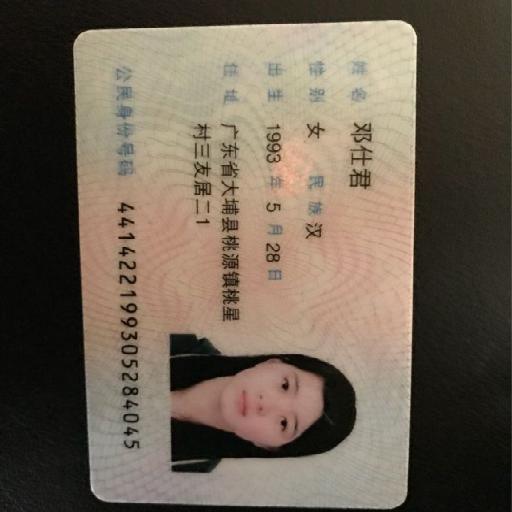 姓名 邓仕君
性别 女 民族 汉
出生 1993 年 5 月 28 日
住址 广东省大埔县桃源镇桃星
村三友居二1
公民身份号码 441422199305284045